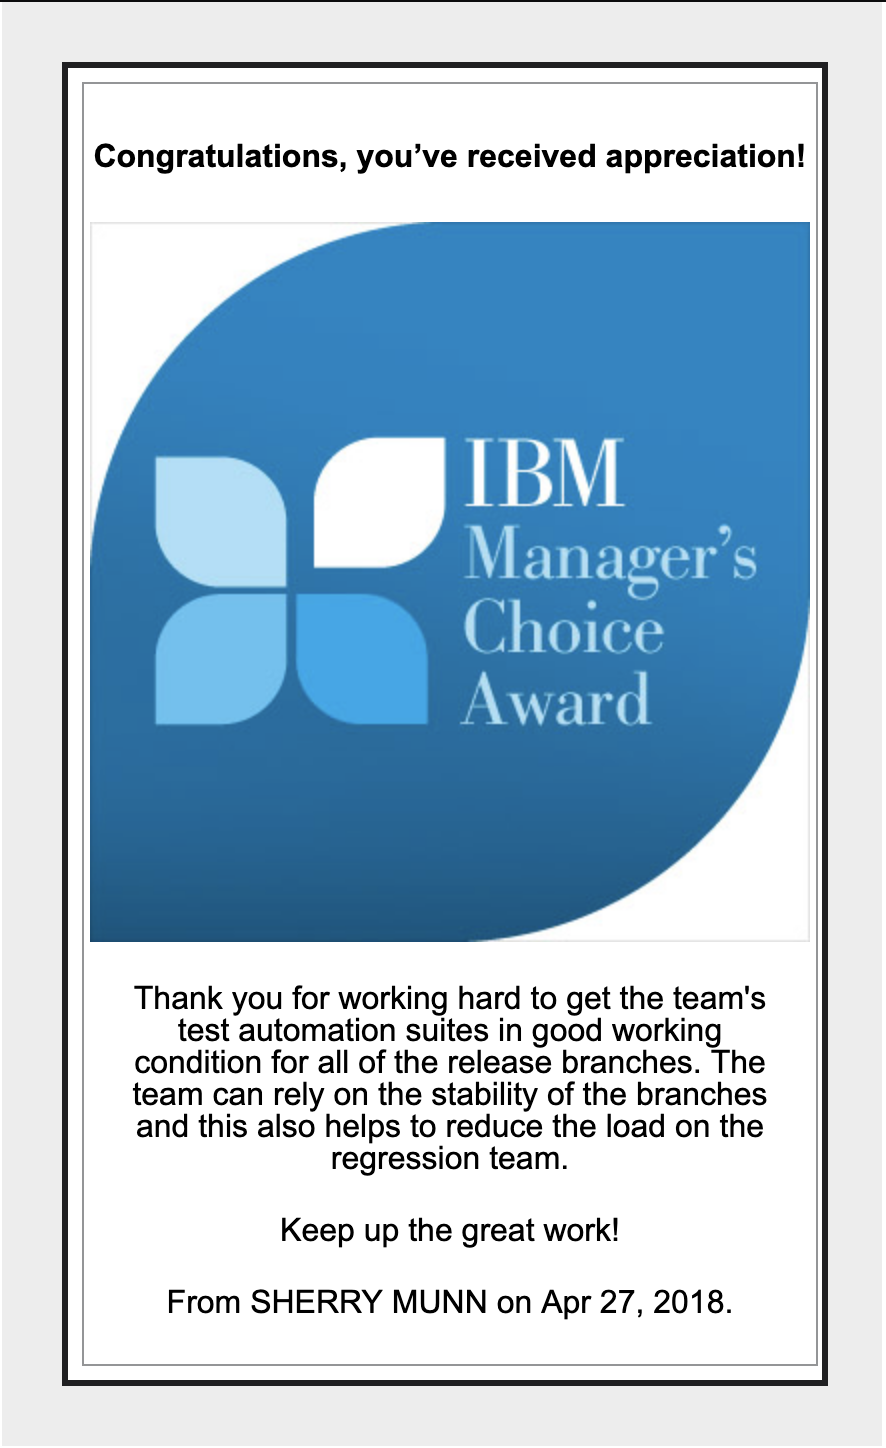 Congratulations, you’ve received appreciation!
IBM
Manager’s
Choice
Award
Thank you for working hard to get the team's
test automation suites in good working
condition for all of the release branches. The
team can rely on the stability of the branches
and this also helps to reduce the load on the
regression team.
Keep up the great work!
From SHERRY MUNN on Apr 27, 2018.